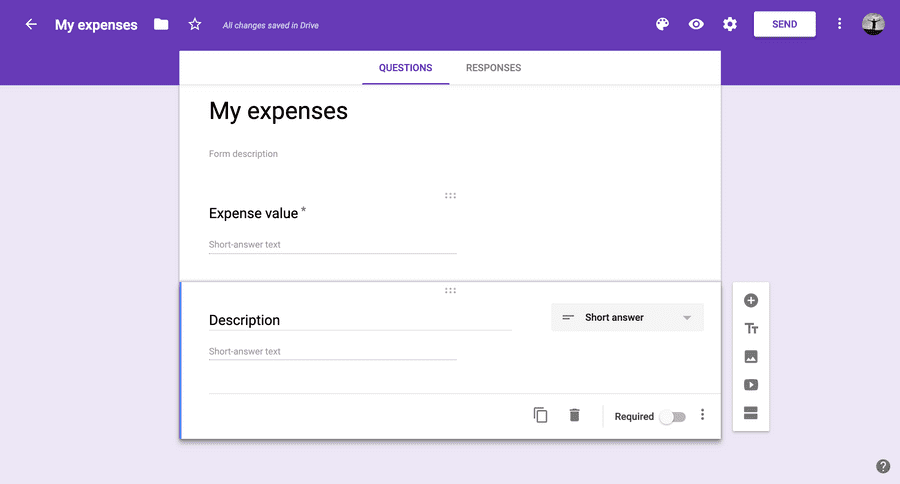 My expenses
All changes saved in Drive
SEND
QUESTIONS
RESPONSES
My expenses
Form description
Expense value *
Short-answer text
Description
Short answer
Short-answer text
Required